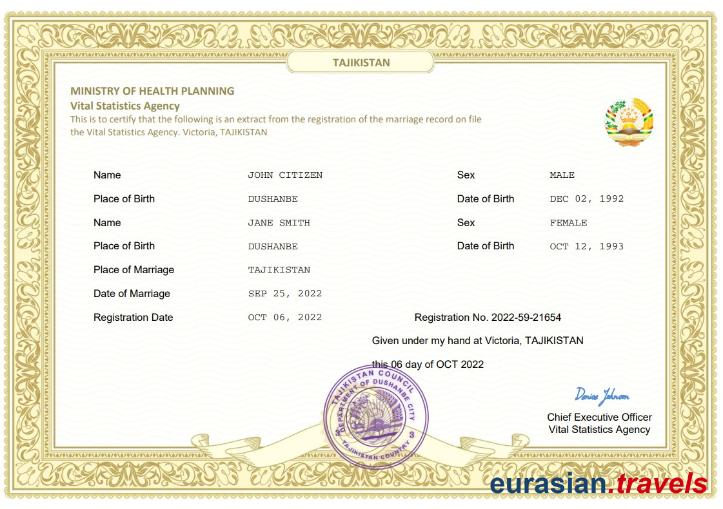 TAJIKISTAN
MINISTRY OF HEALTH PLANNING
Vital Statistics Agency
This is to certify that the following is an extract from the registration of the marriage record on file
the Vital Statistics Agency. Victoria, TAJIKISTAN
Name JOHN CITIZEN Sex MALE
Place of Birth DUSHANBE Date of Birth DEC 02, 1992
Name JANE SMITH Sex FEMALE
Place of Birth DUSHANBE Date of Birth OCT 12, 1993
Place of Marriage TAJIKISTAN
Date of Marriage SEP 25, 2022
Registration Date OCT 06, 2022 Registration No. 2022-59-21654
Given under my hand at Victoria, TAJIKISTAN
this 06 day of OCT 2022
TAJIKISTAN COUNCIL
DEPARTMENT OF DUSHANBE CITY
TAJIKISTAN COUNTRY
Chief Executive Officer
Vital Statistics Agency
eurasian.travels